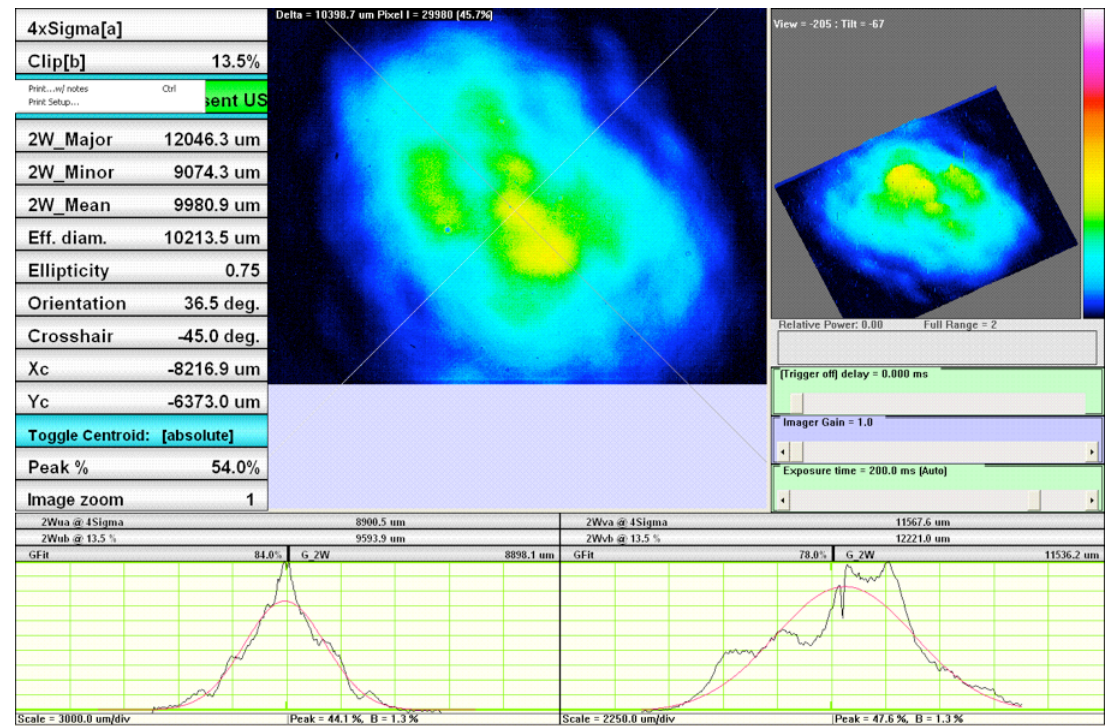 4xSigma[a]
Clip[b] 13.5%
Print...w/ notes Ctrl
Print Setup...
sent US
2W_Major 12046.3 um
2W_Minor 9074.3 um
2W_Mean 9980.9 um
Eff. diam. 10213.5 um
Ellipticity 0.75
Orientation 36.5 deg.
Crosshair -45.0 deg.
Xc -8216.9 um
Yc -6373.0 um
Toggle Centroid: [absolute]
Peak % 54.0%
Image zoom 1
Delta = 10398.7 um Pixel I = 29980 (45.7%)
View = -205 : Tilt = -67
Relative Power: 0.00 Full Range = 2
(Trigger off) delay = 0.000 ms
Imager Gain = 1.0
Exposure time = 200.0 ms (Auto)
2Wua @ 4Sigma 8900.5 um
2Wub @ 13.5 % 9593.9 um
GFit 84.0% G_2W 8898.1 um
Scale = 3000.0 um/div Peak = 44.1 %, B = 1.3 %
2Wva @ 4Sigma 11567.6 um
2Wvb @ 13.5 % 12221.0 um
GFit 78.0% G_2W 11536.2 um
Scale = 2250.0 um/div Peak = 47.6 %, B = 1.3 %